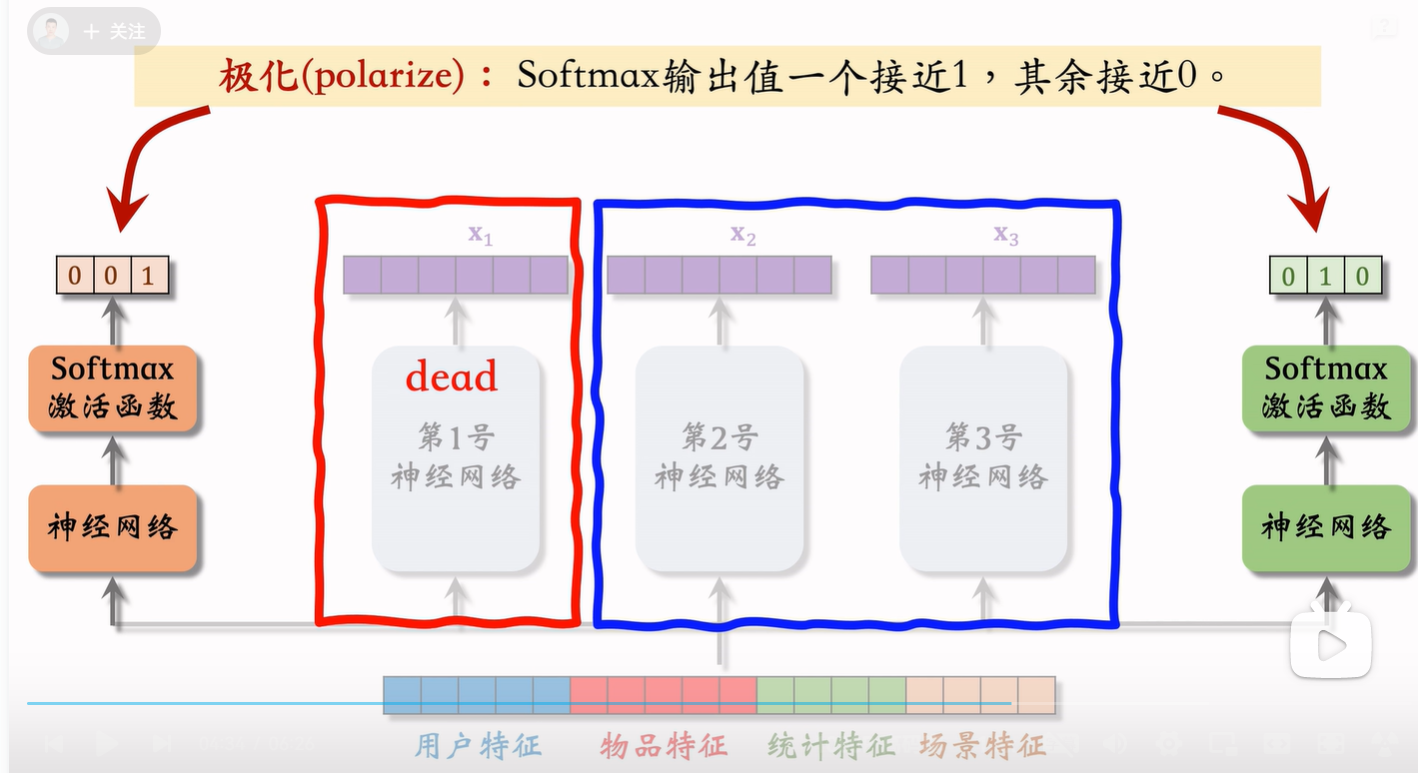 + 关注
极化(polarize)：Softmax输出值一个接近1，其余接近0。
x₁
x₂
x₃
0 0 1
0 1 0
Softmax
激活函数
dead
第1号
神经网络
第2号
神经网络
第3号
神经网络
Softmax
激活函数
神经网络
神经网络
用户特征
物品特征
统计特征
场景特征